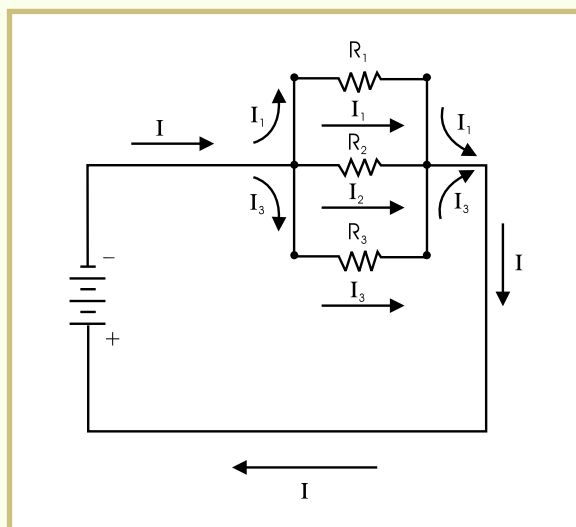 R₁
I₁
I₁
I₁
I
R₂
I₃
I₂
I₃
R₃
−
I
I₃
+
I